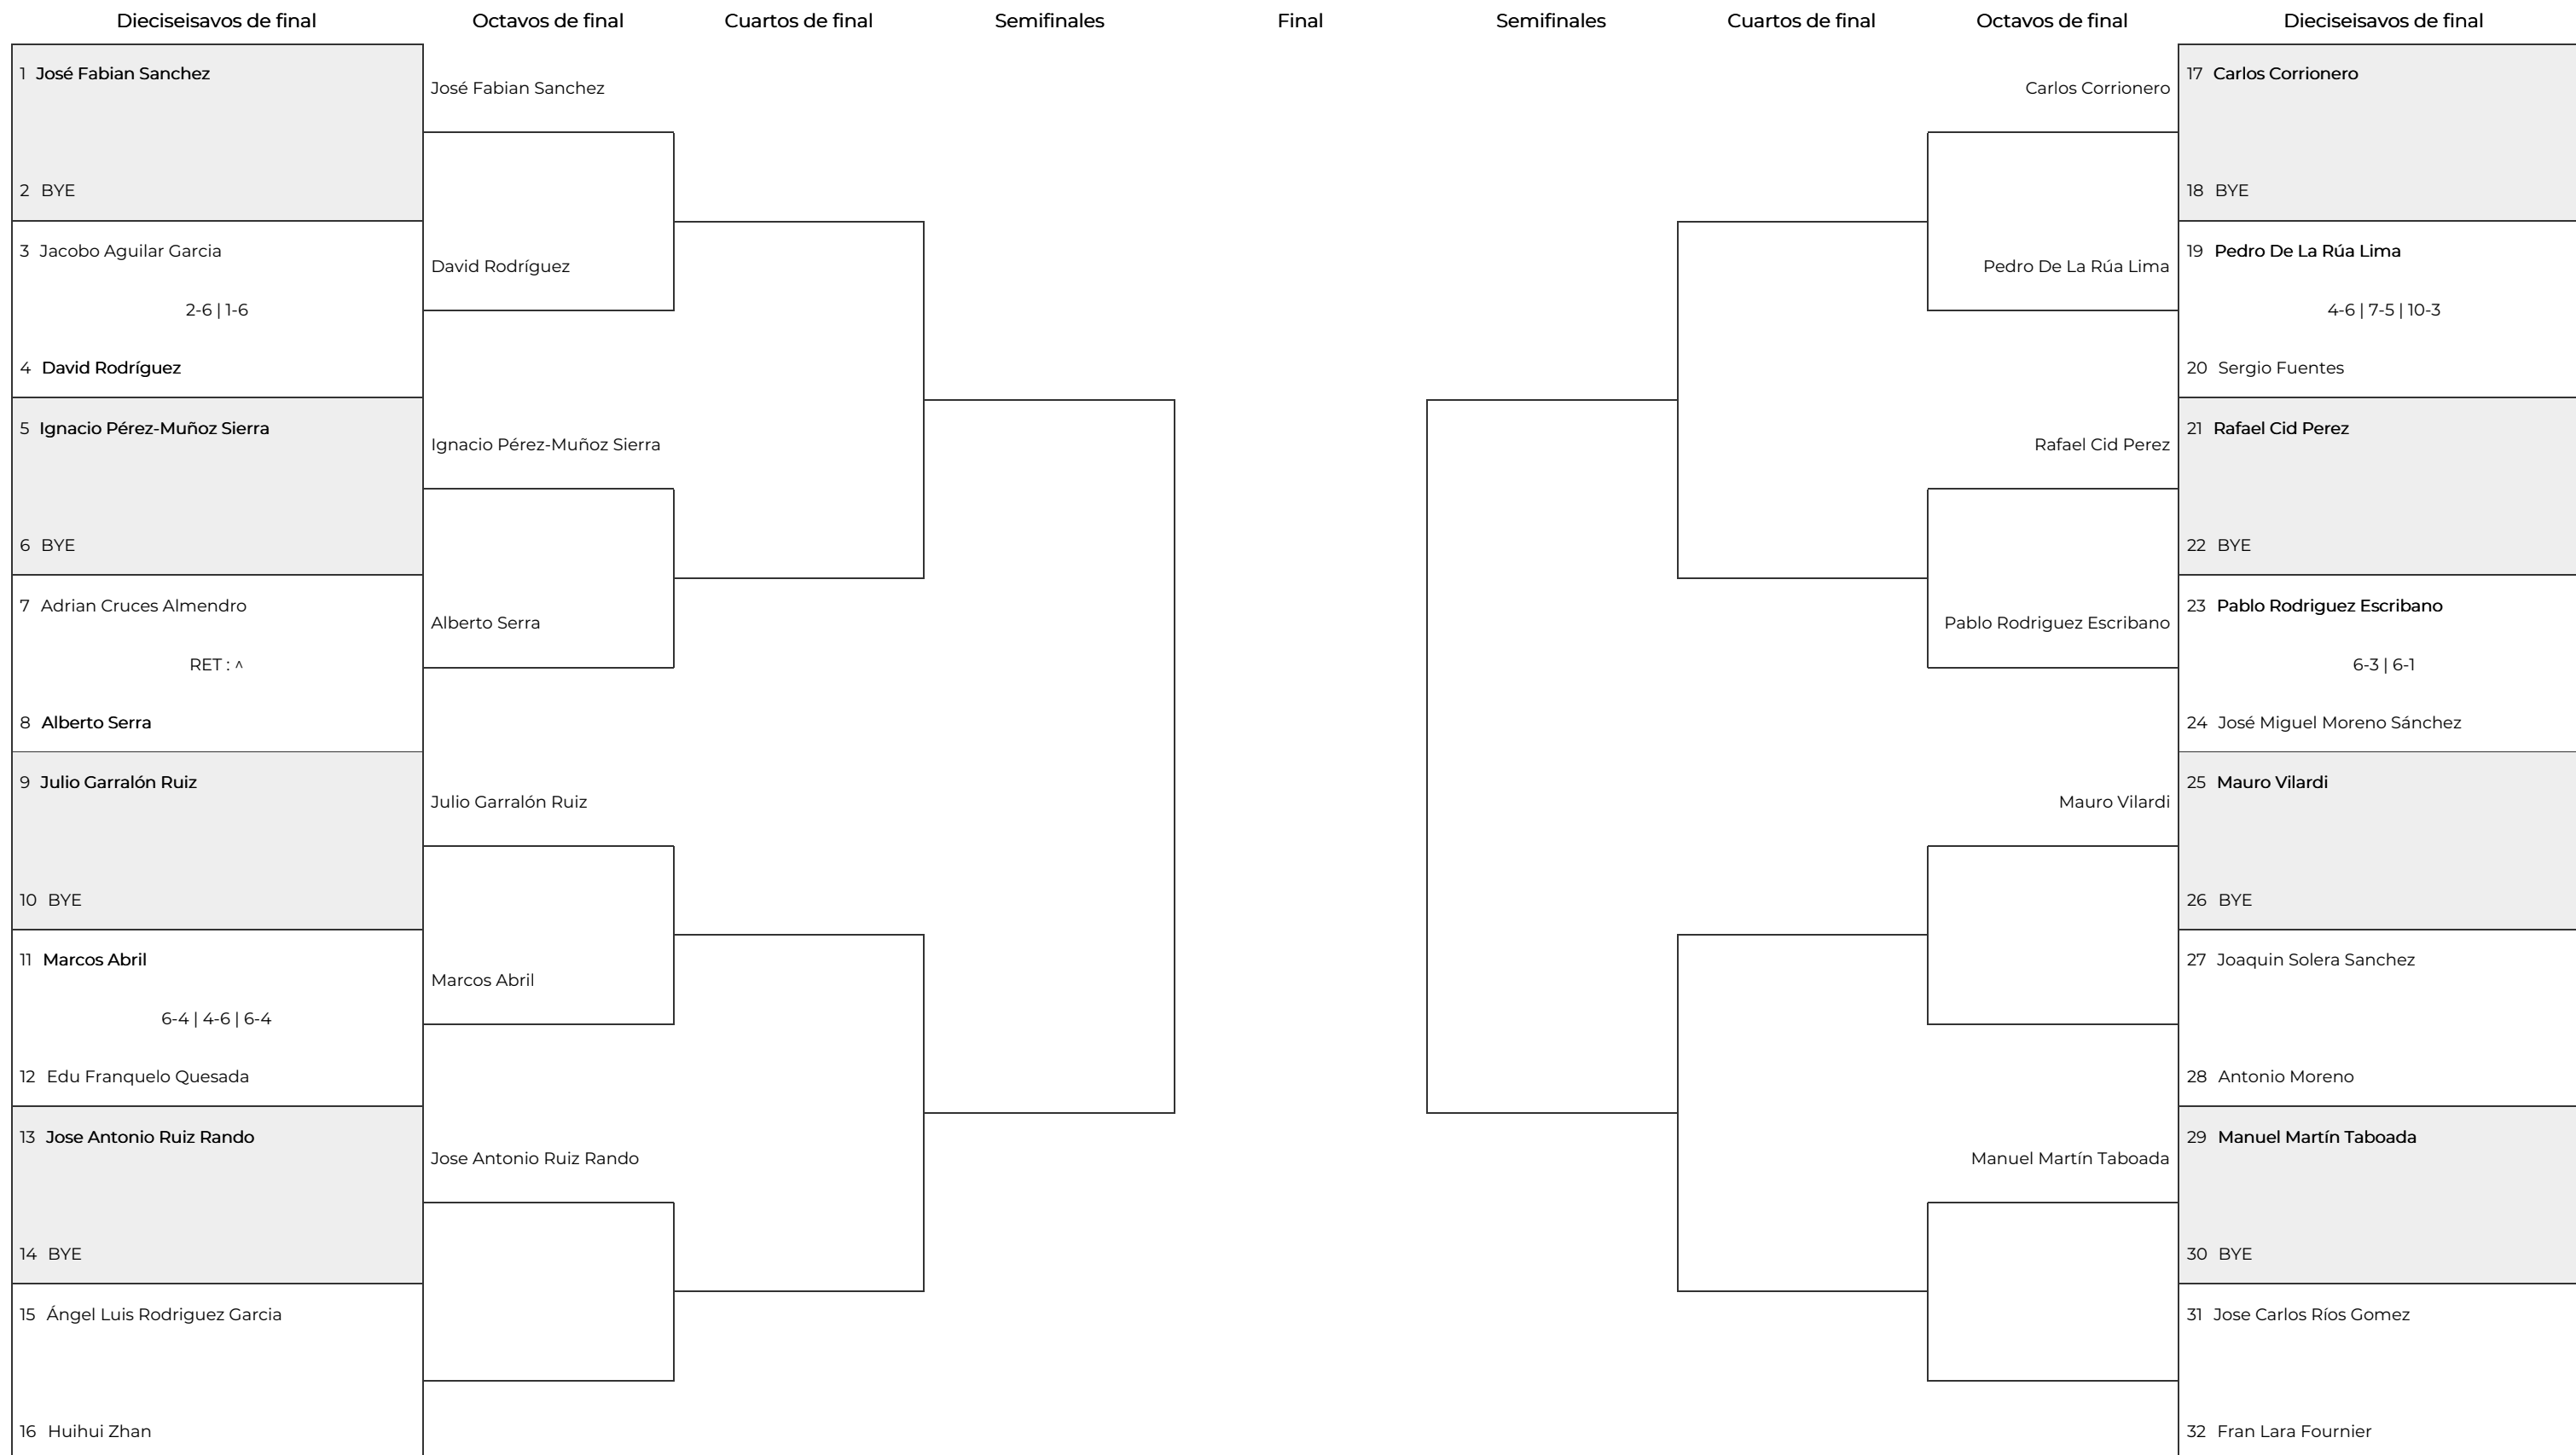 Dieciseisavos de final
Octavos de final
Cuartos de final
Semifinales
Final
Semifinales
Cuartos de final
Octavos de final
Dieciseisavos de final
1 José Fabian Sanchez
2 BYE
3 Jacobo Aguilar Garcia
2-6 | 1-6
4 David Rodríguez
5 Ignacio Pérez-Muñoz Sierra
6 BYE
7 Adrian Cruces Almendro
RET : ^
8 Alberto Serra
9 Julio Garralón Ruiz
10 BYE
11 Marcos Abril
6-4 | 4-6 | 6-4
12 Edu Franquelo Quesada
13 Jose Antonio Ruiz Rando
14 BYE
15 Ángel Luis Rodriguez Garcia
16 Huihui Zhan
José Fabian Sanchez
David Rodríguez
Ignacio Pérez-Muñoz Sierra
Alberto Serra
Julio Garralón Ruiz
Marcos Abril
Jose Antonio Ruiz Rando
Carlos Corrionero
Pedro De La Rúa Lima
Rafael Cid Perez
Pablo Rodriguez Escribano
Mauro Vilardi
Manuel Martín Taboada
17 Carlos Corrionero
18 BYE
19 Pedro De La Rúa Lima
4-6 | 7-5 | 10-3
20 Sergio Fuentes
21 Rafael Cid Perez
22 BYE
23 Pablo Rodriguez Escribano
6-3 | 6-1
24 José Miguel Moreno Sánchez
25 Mauro Vilardi
26 BYE
27 Joaquin Solera Sanchez
28 Antonio Moreno
29 Manuel Martín Taboada
30 BYE
31 Jose Carlos Ríos Gomez
32 Fran Lara Fournier